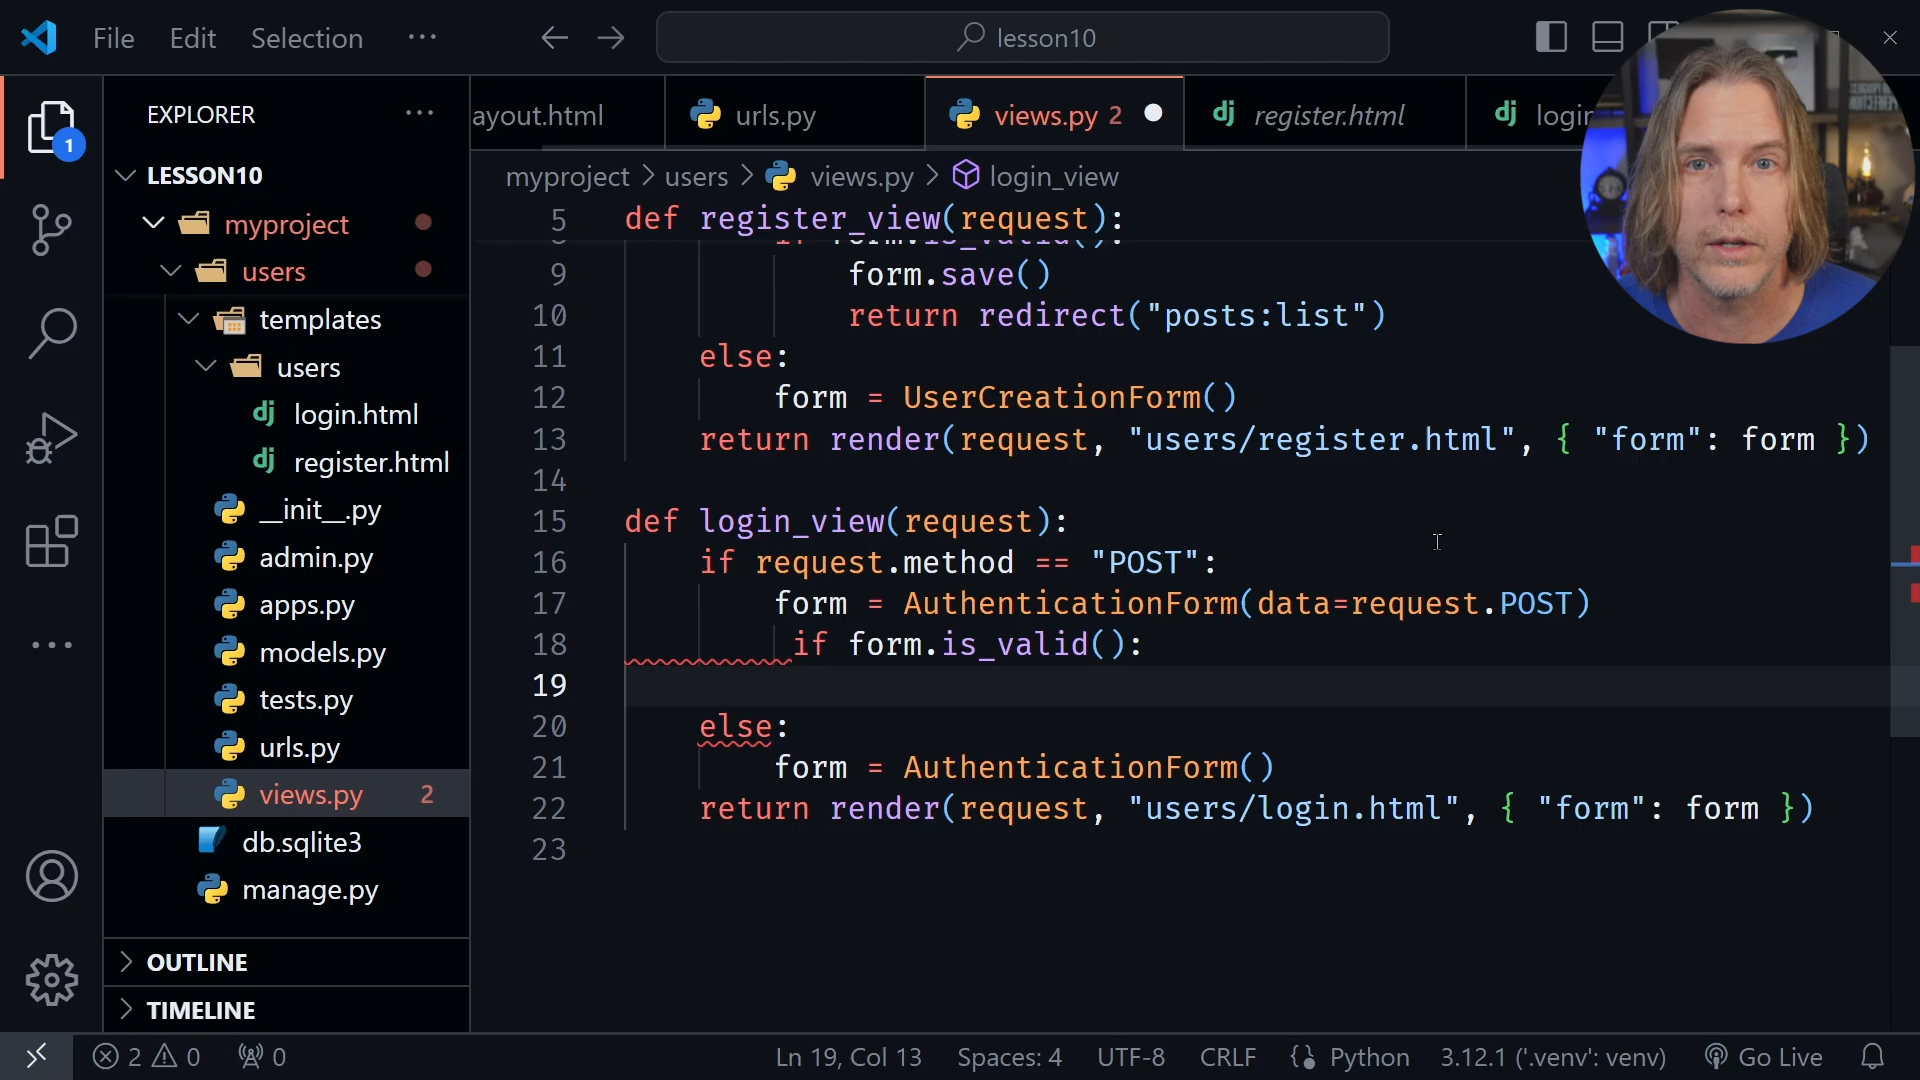 File Edit Selection ··· lesson10
EXPLORER ···
ayout.html urls.py views.py 2 register.html login
1
LESSON10
myproject > users > views.py > login_view
myproject
users
templates
users
login.html
register.html
__init__.py
admin.py
apps.py
models.py
tests.py
urls.py
views.py 2
db.sqlite3
manage.py
OUTLINE
TIMELINE
5 def register_view(request):
if form.is_valid():
9 form.save()
10 return redirect("posts:list")
11 else:
12 form = UserCreationForm()
13 return render(request, "users/register.html", { "form": form })
14
15 def login_view(request):
16 if request.method == "POST":
17 form = AuthenticationForm(data=request.POST)
18 if form.is_valid():
19
20 else:
21 form = AuthenticationForm()
22 return render(request, "users/login.html", { "form": form })
23
2 0 0 Ln 19, Col 13 Spaces: 4 UTF-8 CRLF Python 3.12.1 ('.venv': venv) Go Live